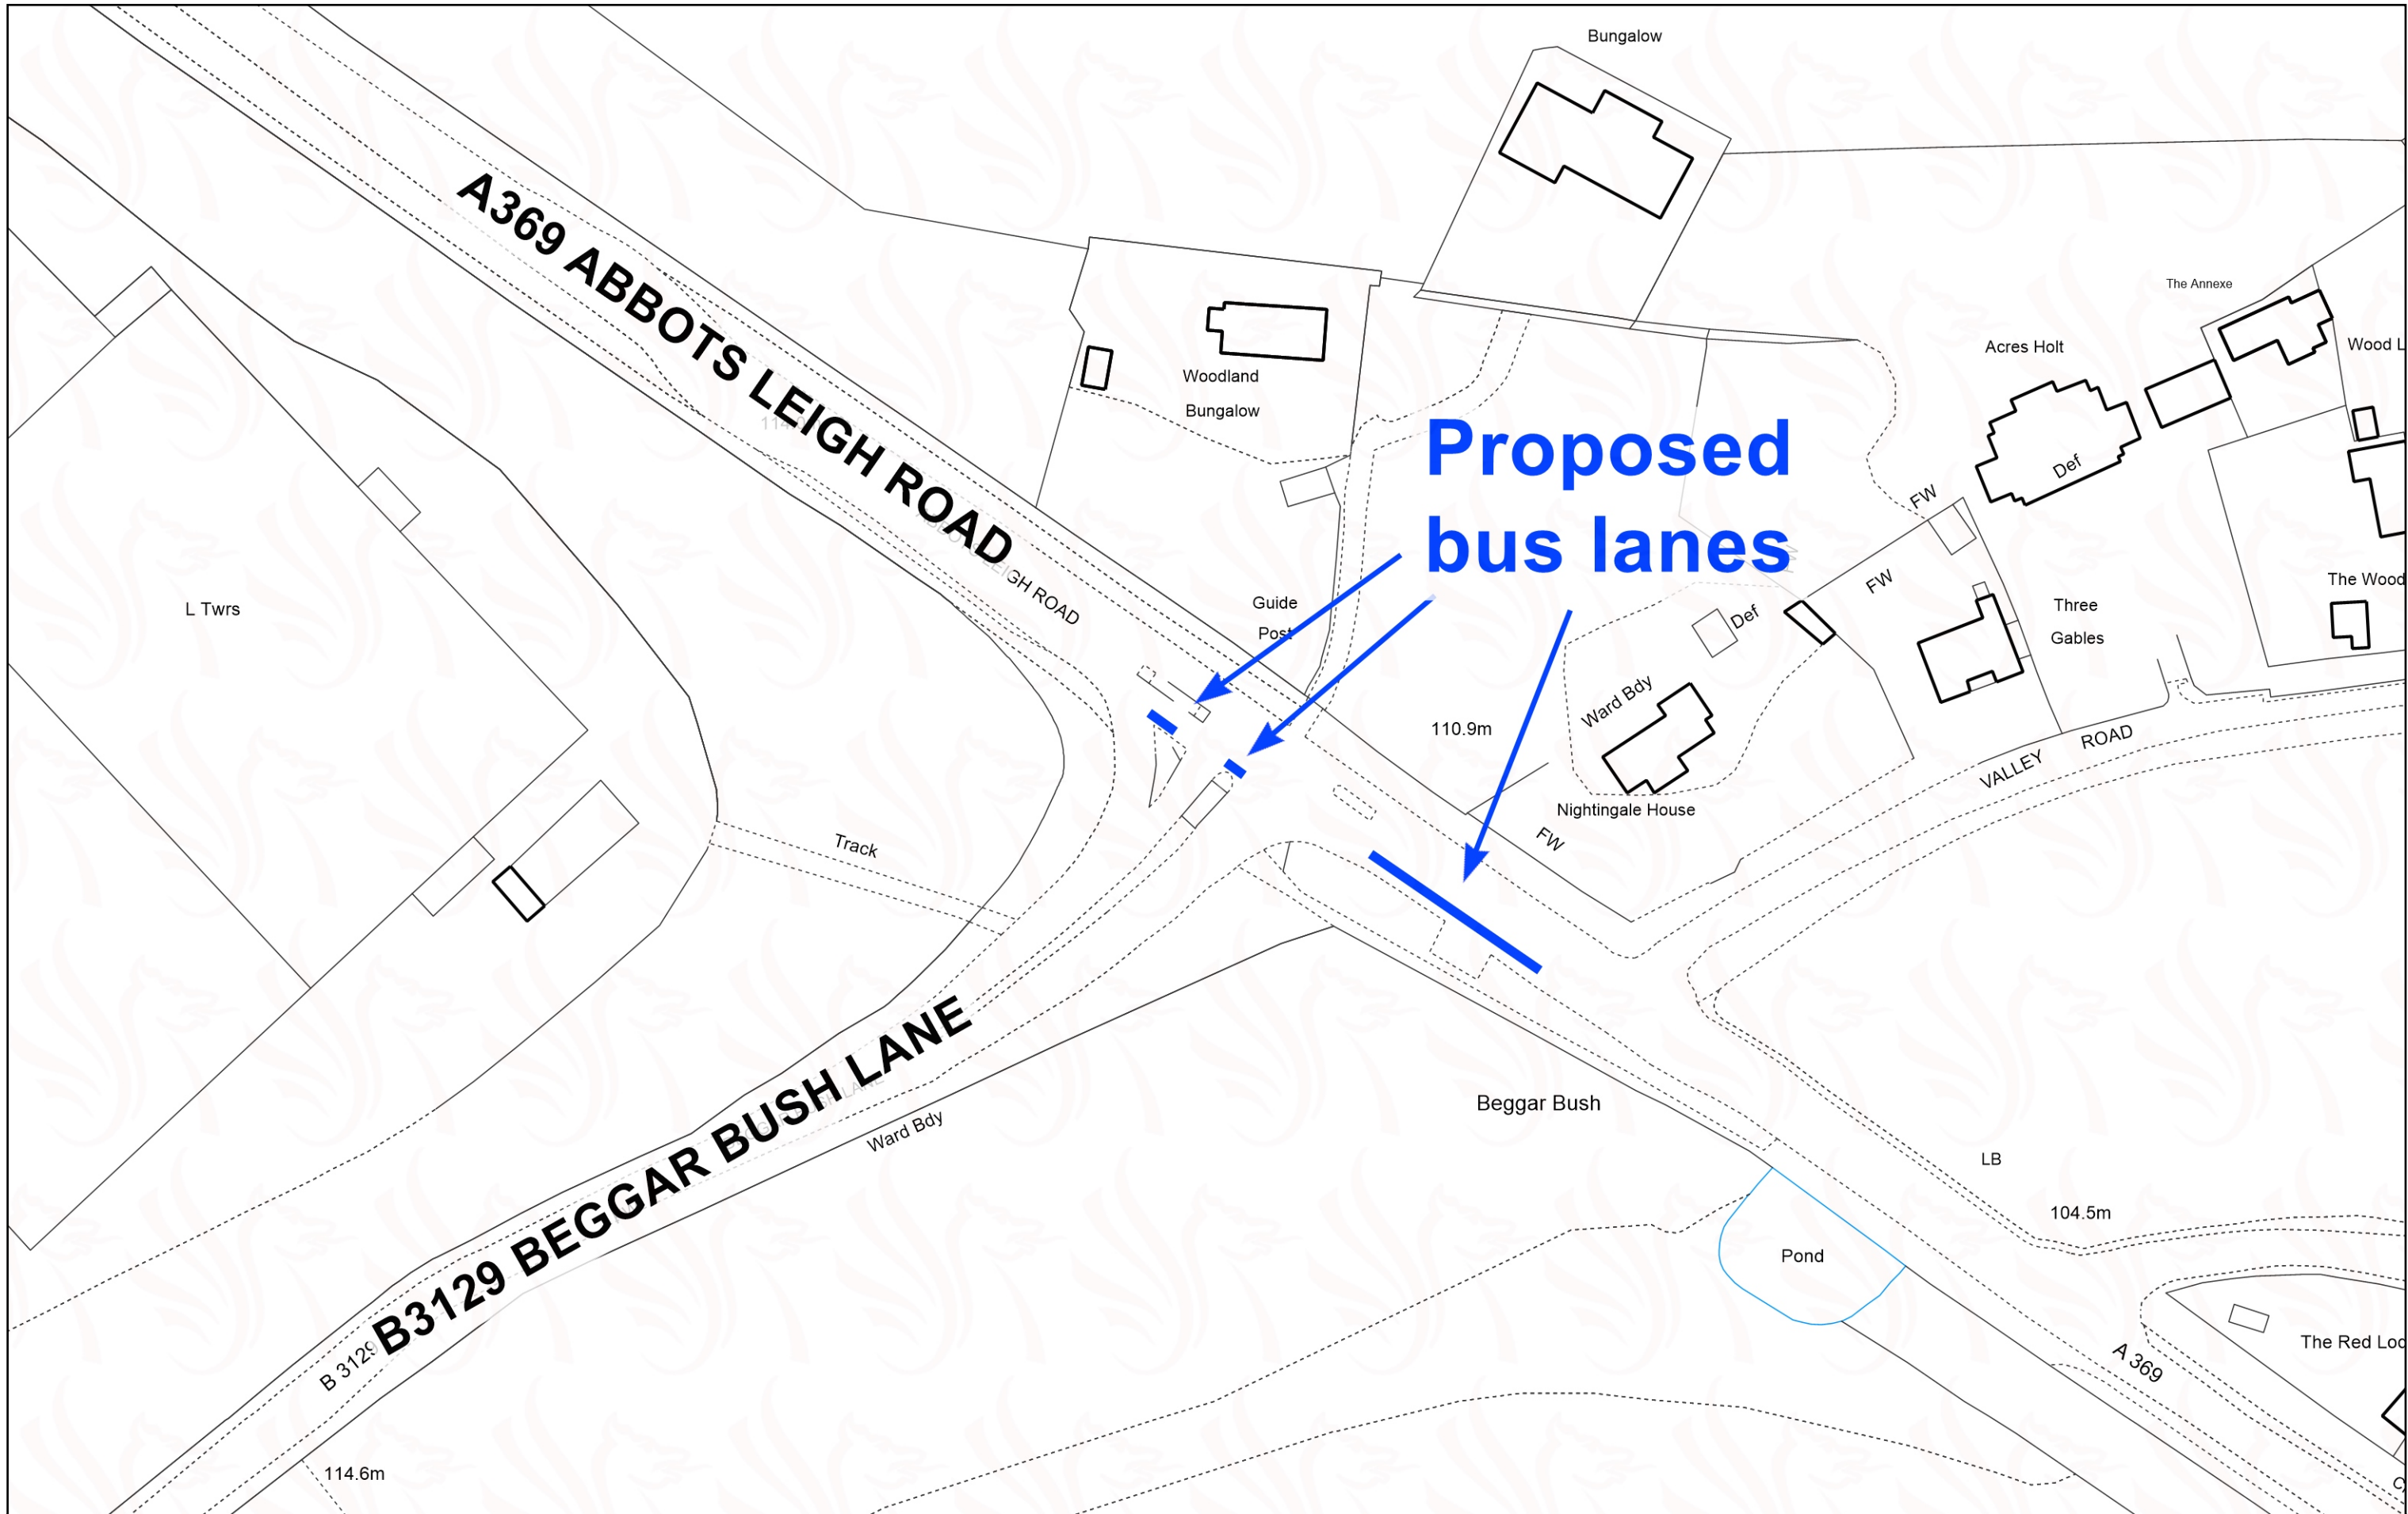 Bungalow
A369 ABBOTS LEIGH ROAD
The Annexe
Acres Holt
Wood L
Woodland
Bungalow
Proposed
bus lanes
Def
FW
FW
GH ROAD
L Twrs
Guide
Post
Def
The Wood
Three
Gables
Ward Bdy
110.9m
VALLEY ROAD
Nightingale House
FW
Track
B3129 BEGGAR BUSH LANE
Ward Bdy
Beggar Bush
LB
104.5m
Pond
B 3129
A 369
The Red Loc
114.6m